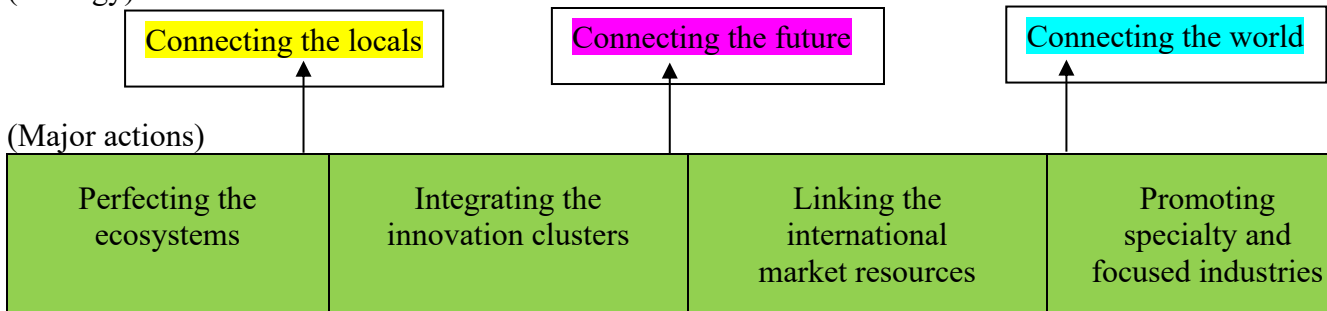 Connecting the locals
Connecting the future
Connecting the world
(Major actions)
Perfecting the
ecosystems
Integrating the
innovation clusters
Linking the
international
market resources
Promoting
specialty and
focused industries